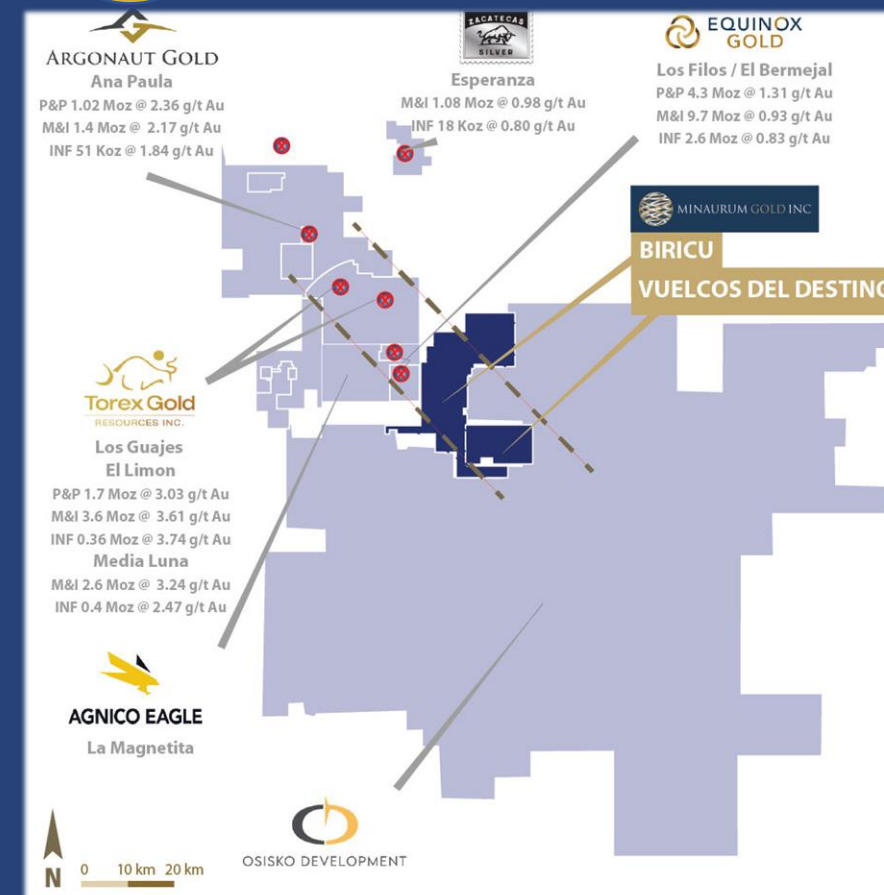 ARGONAUT GOLD
Ana Paula
P&P 1.02 Moz @ 2.36 g/t Au
M&I 1.4 Moz @ 2.17 g/t Au
INF 51 Koz @ 1.84 g/t Au
ZACATECAS
SILVER
Esperanza
M&I 1.08 Moz @ 0.98 g/t Au
INF 18 Koz @ 0.80 g/t Au
EQUINOX
GOLD
Los Filos / El Bermejal
P&P 4.3 Moz @ 1.31 g/t Au
M&I 9.7 Moz @ 0.93 g/t Au
INF 2.6 Moz @ 0.83 g/t Au
MINAURUM GOLD INC
BIRICU
VUELCOS DEL DESTINO
Torex Gold
RESOURCES INC.
Los Guajes
El Limon
P&P 1.7 Moz @ 3.03 g/t Au
M&I 3.6 Moz @ 3.61 g/t Au
INF 0.36 Moz @ 3.74 g/t Au
Media Luna
M&I 2.6 Moz @ 3.24 g/t Au
INF 0.4 Moz @ 2.47 g/t Au
AGNICO EAGLE
La Magnetita
OSISKO DEVELOPMENT
N
0 10 km 20 km